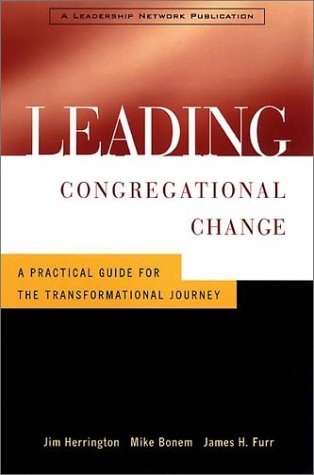 A Leadership Network Publication
LEADING
CONGREGATIONAL
CHANGE
A PRACTICAL GUIDE FOR
THE TRANSFORMATIONAL JOURNEY
Jim Herrington Mike Bonem James H. Furr